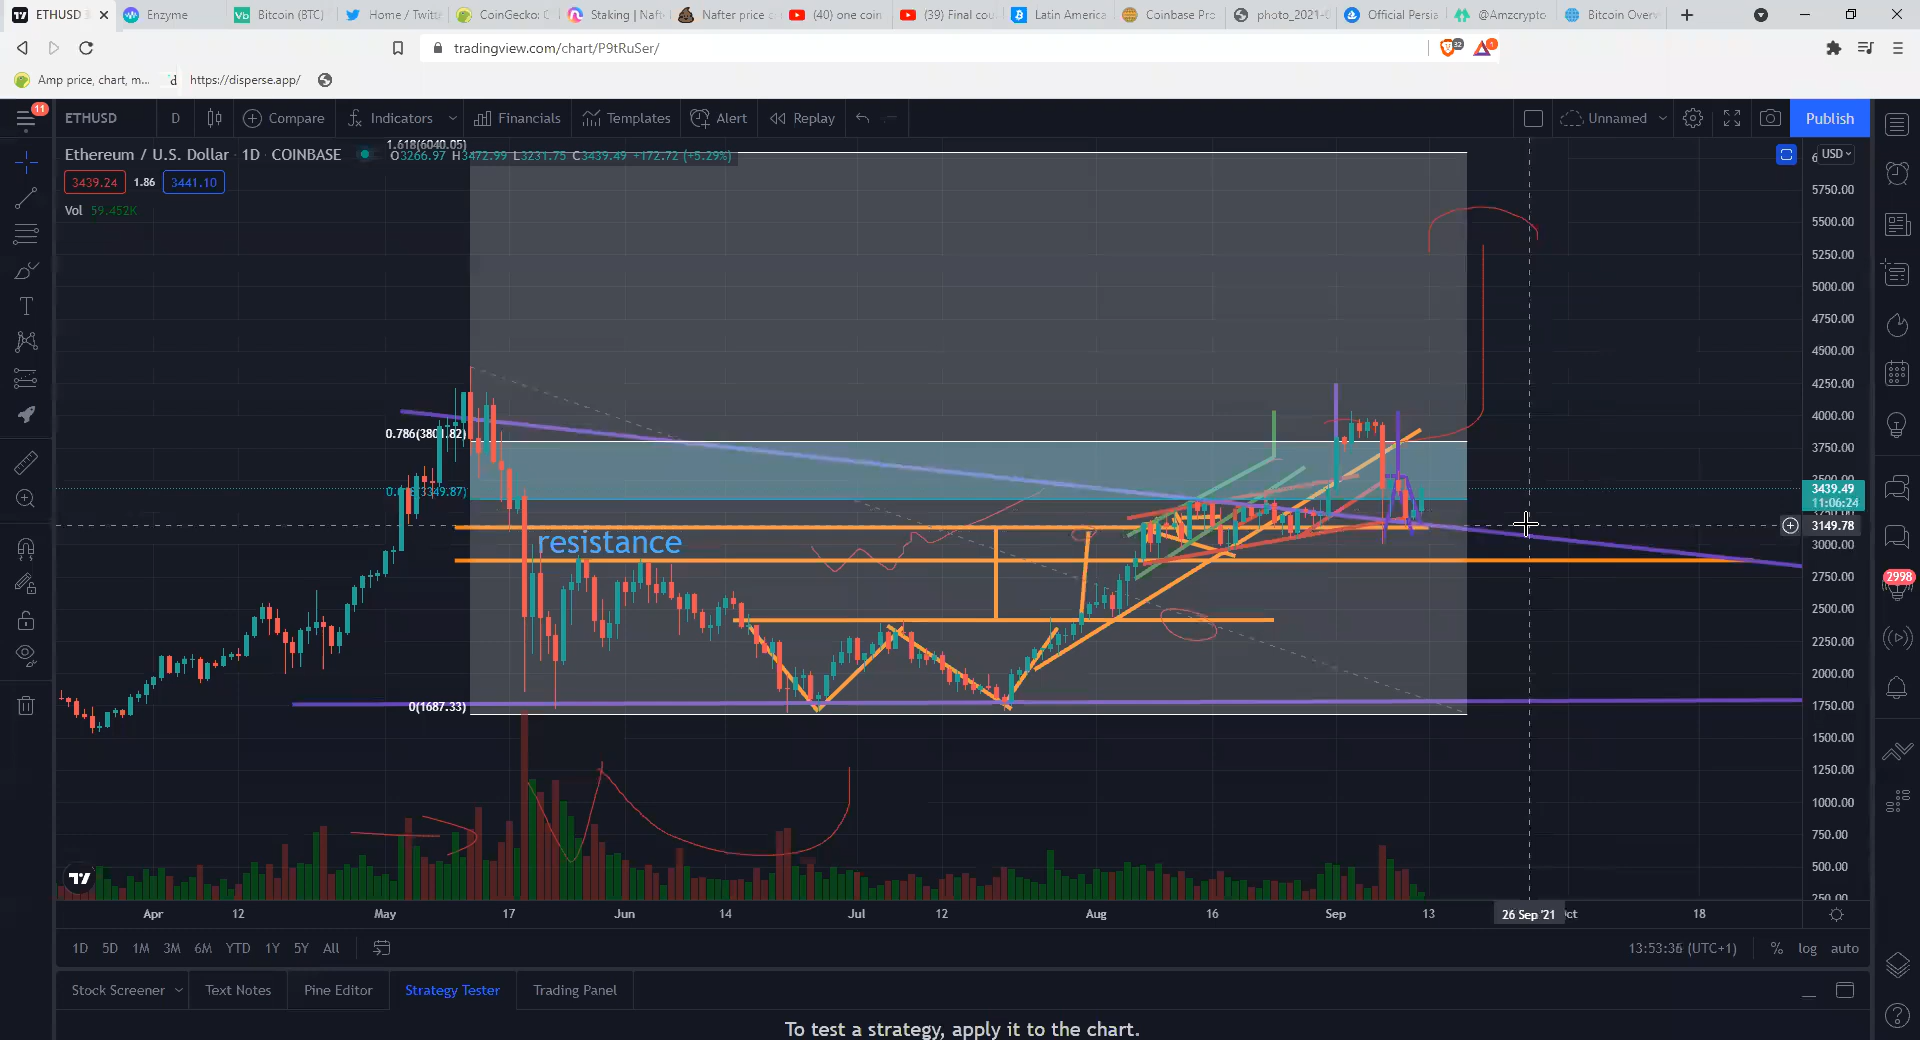 ETHUSD 3
Enzyme
Bitcoin (BTC)
Home / Twitt
CoinGecko: C
Staking | Naft
Nafter price a
(40) one coin
(39) Final cou
Latin America
Coinbase Pro
photo_2021-0
Official Persia
@Amzcrypto
Bitcoin Overv
tradingview.com/chart/P9tRuSer/
32
1
Amp price, chart, m...
d
https://disperse.app/
11
ETHUSD
D
Compare
Indicators
Financials
Templates
Alert
Replay
Unnamed
Publish
1.618(6040.05)
Ethereum / U.S. Dollar · 1D · COINBASE
O3266.97 H3472.99 L3231.75 C3439.49 +172.72 (+5.29%)
USD
3439.24
1.86
3441.10
Vol 59.452K
5750.00
5500.00
5250.00
5000.00
4750.00
4500.00
4250.00
4000.00
0.786(3801.82)
3750.00
3439.49
11:06:24
3149.78
resistance
3000.00
2750.00
2998
2500.00
2250.00
2000.00
0(1687.33)
1750.00
1500.00
1250.00
1000.00
750.00
500.00
250.00
Apr
12
May
17
Jun
14
Jul
12
Aug
16
Sep
13
26 Sep '21
18
1D
5D
1M
3M
6M
YTD
1Y
5Y
All
13:53:36 (UTC+1)
%
log
auto
Stock Screener
Text Notes
Pine Editor
Strategy Tester
Trading Panel
To test a strategy, apply it to the chart.